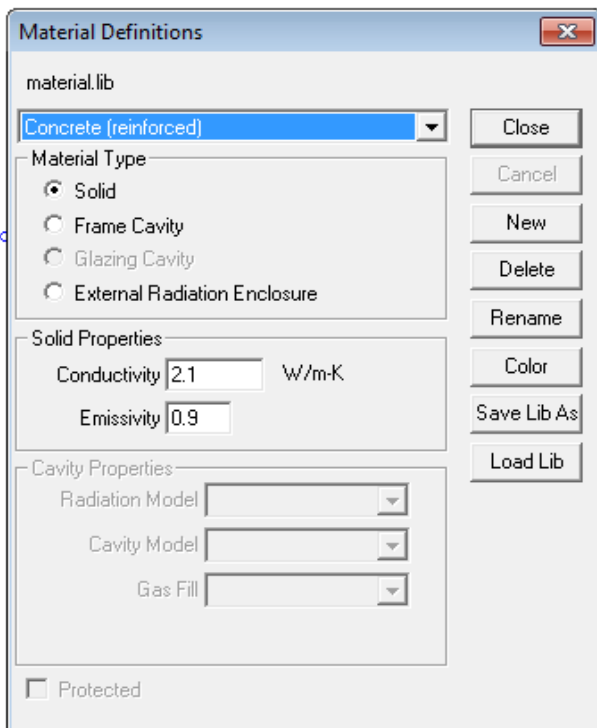 Material Definitions
material.lib
Concrete (reinforced)
Close
Material Type
Solid
Cancel
Frame Cavity
New
Glazing Cavity
Delete
External Radiation Enclosure
Rename
Solid Properties
Conductivity 2.1 W/m-K
Color
Emissivity 0.9
Save Lib As
Load Lib
Cavity Properties
Radiation Model
Cavity Model
Gas Fill
Protected